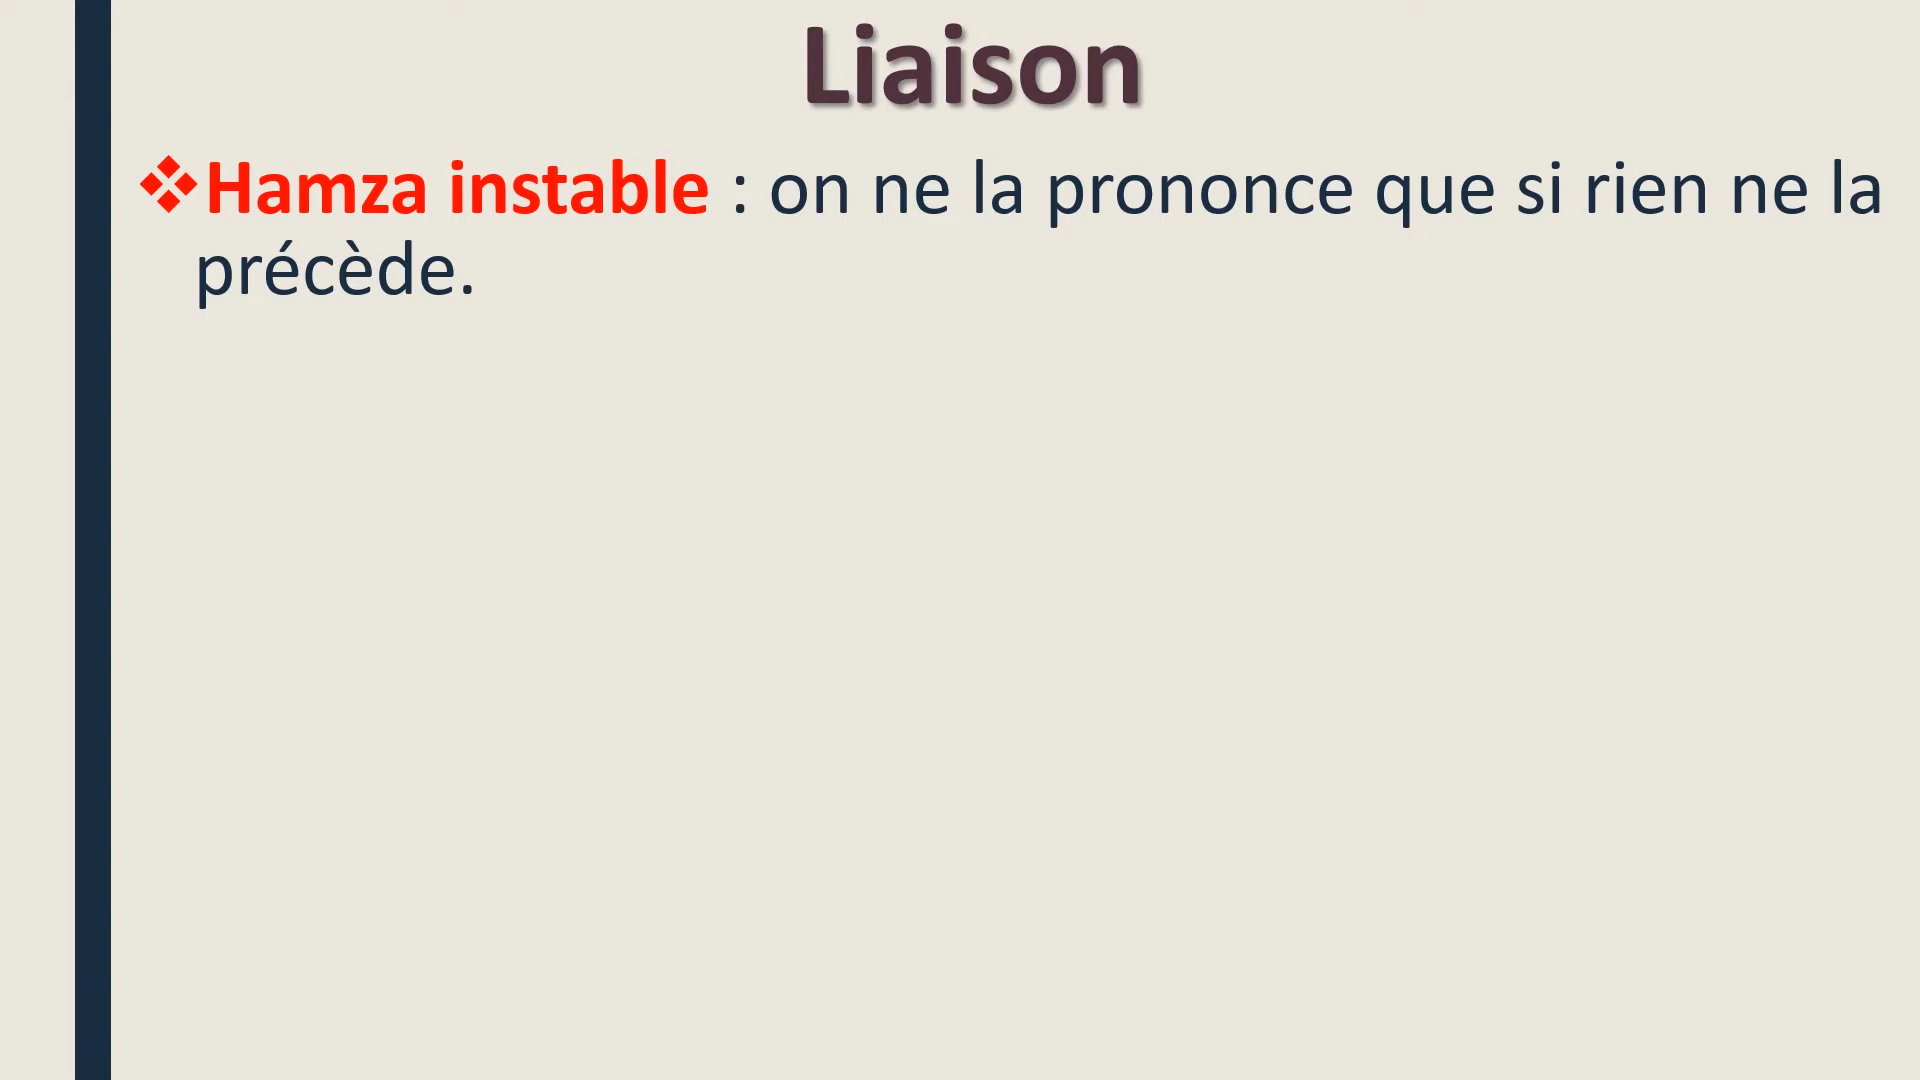 Liaison
❖Hamza instable : on ne la prononce que si rien ne la
précède.